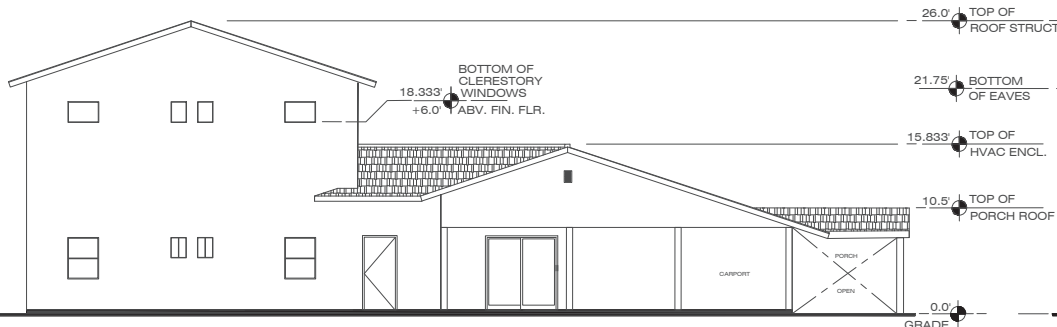 26.0' TOP OF
ROOF STRUCT
BOTTOM OF
CLERESTORY
WINDOWS
18.333'
+6.0' ABV. FIN. FLR.
21.75' BOTTOM
OF EAVES
15.833' TOP OF
HVAC ENCL.
10.5' TOP OF
PORCH ROOF
PORCH
CARPORT
OPEN
0.0'
GRADE